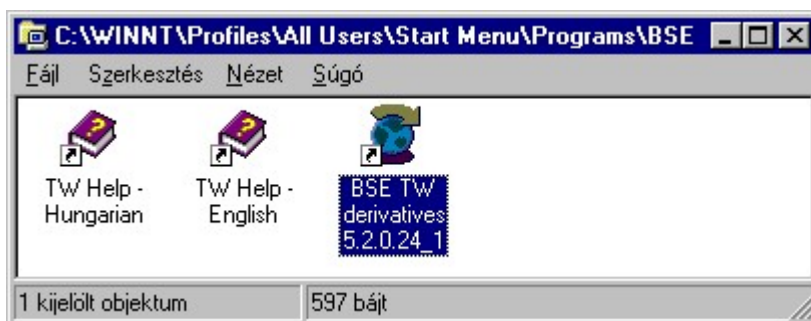 C:\WINNT\Profiles\All Users\Start Menu\Programs\BSE
Fájl Szerkesztés Nézet Súgó
TW Help -
Hungarian
TW Help -
English
BSE TW
derivatives
5.2.0.24_1
1 kijelölt objektum 597 bájt